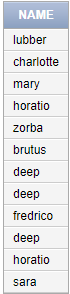 NAME
lubber
charlotte
mary
horatio
zorba
brutus
deep
deep
fredrico
deep
horatio
sara